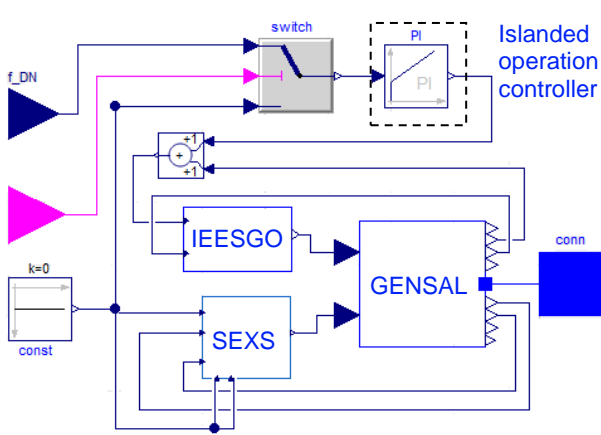 switch
PI
Islanded
operation
controller
f_DN
PI
+1
+
+1
IEESGO
conn
k=0
GENSAL
SEXS
const